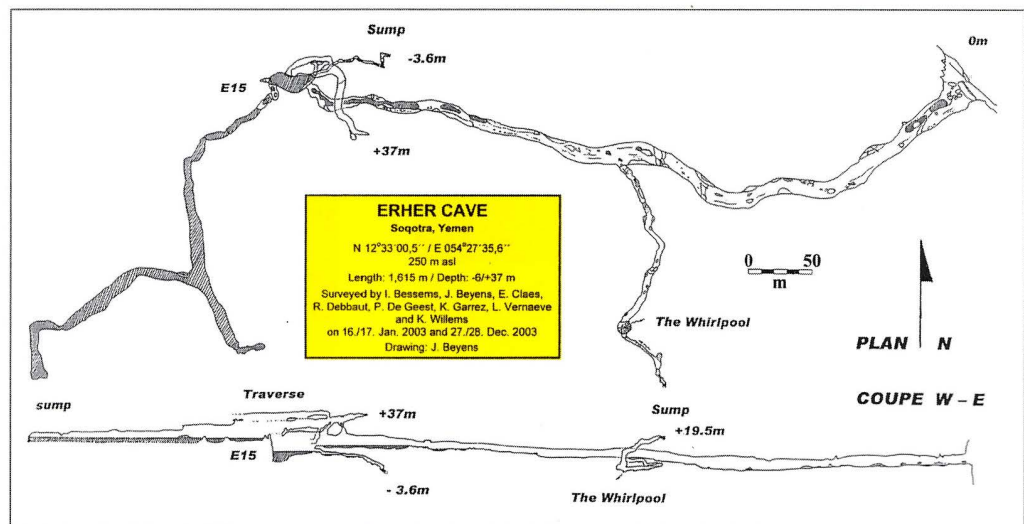 Sump
-3.6m
0m
E15
+37m
ERHER CAVE
Soqotra, Yemen
N 12°33´00,5´´ / E 054°27´35,6´´
250 m asl
Length: 1,615 m / Depth: -6/+37 m
Surveyed by I. Bessems, J. Beyens, E. Claes,
R. Debbaut, P. De Geest, K. Garrez, L. Vernaeve
and K. Willems
on 16./17. Jan. 2003 and 27./28. Dec. 2003
Drawing: J. Beyens
0 50
m
The Whirlpool
PLAN N
COUPE W – E
sump
Traverse
+37m
E15
- 3.6m
Sump
+19.5m
The Whirlpool